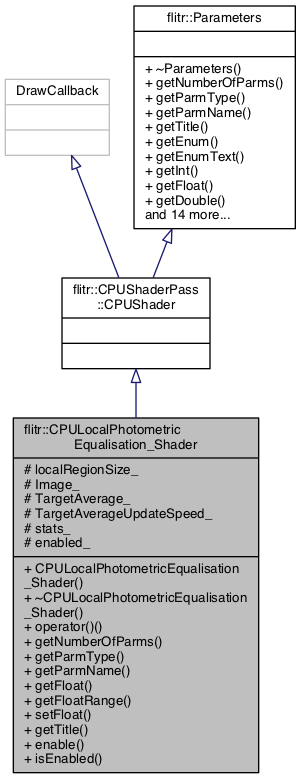 flitr::Parameters
+ ~Parameters()
+ getNumberOfParms()
+ getParmType()
+ getParmName()
+ getTitle()
+ getEnum()
+ getEnumText()
+ getInt()
+ getFloat()
+ getDouble()
and 14 more...
DrawCallback
flitr::CPUShaderPass
::CPUShader
flitr::CPULocalPhotometric
Equalisation_Shader
# localRegionSize_
# Image_
# TargetAverage_
# TargetAverageUpdateSpeed_
# stats_
# enabled_
+ CPULocalPhotometricEqualisation
_Shader()
+ ~CPULocalPhotometricEqualisation
_Shader()
+ operator()()
+ getNumberOfParms()
+ getParmType()
+ getParmName()
+ getFloat()
+ getFloatRange()
+ setFloat()
+ getTitle()
+ enable()
+ isEnabled()